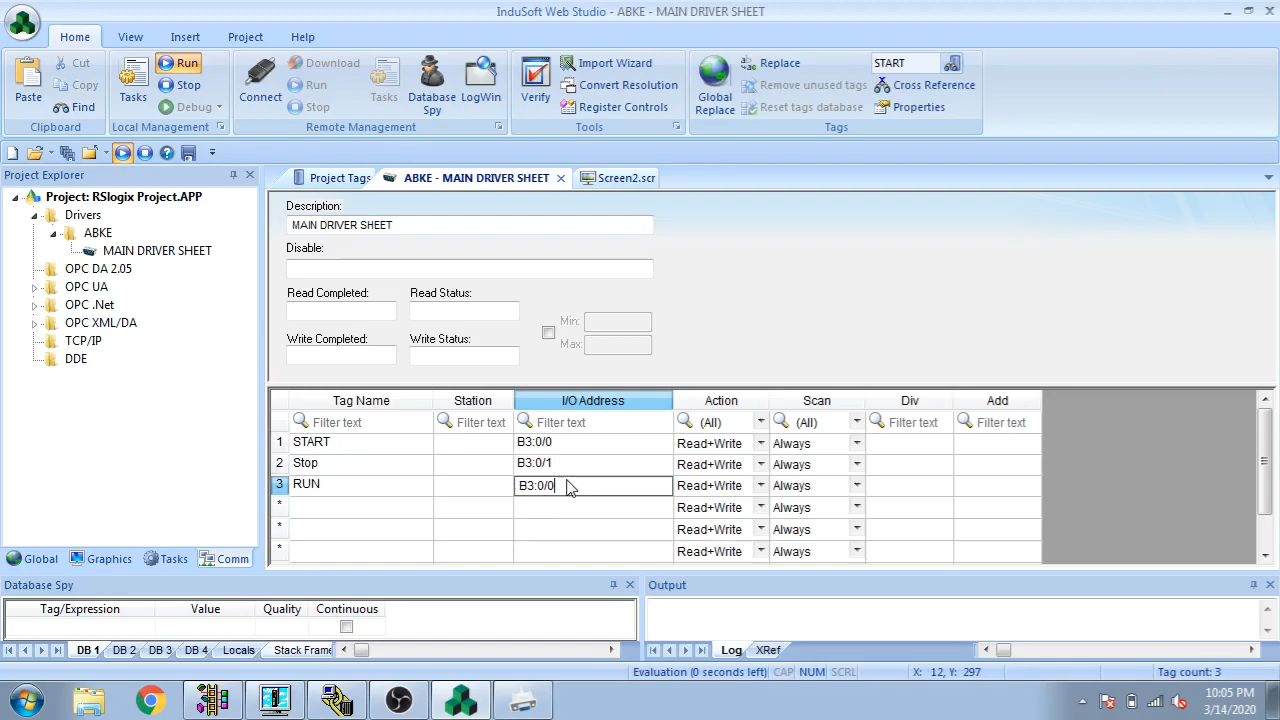 InduSoft Web Studio - ABKE - MAIN DRIVER SHEET
Home View Insert Project Help
Paste Cut Copy Find Clipboard
Tasks Run Stop Debug Local Management
Connect Download Run Stop Tasks Database Spy LogWin Remote Management
Verify Import Wizard Convert Resolution Register Controls Tools
Global Replace Replace Remove unused tags Reset tags database START Cross Reference Properties Tags
Project Explorer
Project: RSlogix Project.APP
Drivers
ABKE
MAIN DRIVER SHEET
OPC DA 2.05
OPC UA
OPC .Net
OPC XML/DA
TCP/IP
DDE
Global Graphics Tasks Comm
Project Tags ABKE - MAIN DRIVER SHEET Screen2.scr
Description:
MAIN DRIVER SHEET
Disable:
Read Completed: Read Status:
Write Completed: Write Status:
Min:
Max:
Tag Name Station I/O Address Action Scan Div Add
Filter text Filter text Filter text (All) (All) Filter text Filter text
1 START B3:0/0 Read+Write Always
2 Stop B3:0/1 Read+Write Always
3 RUN B3:0/0 Read+Write Always
* Read+Write Always
* Read+Write Always
* Read+Write Always
Database Spy
Tag/Expression Value Quality Continuous
DB 1 DB 2 DB 3 DB 4 Locals Stack Frame
Output
Log XRef
Evaluation (0 seconds left) CAP NUM SCRL X: 12, Y: 297 Tag count: 3
10:05 PM
3/14/2020